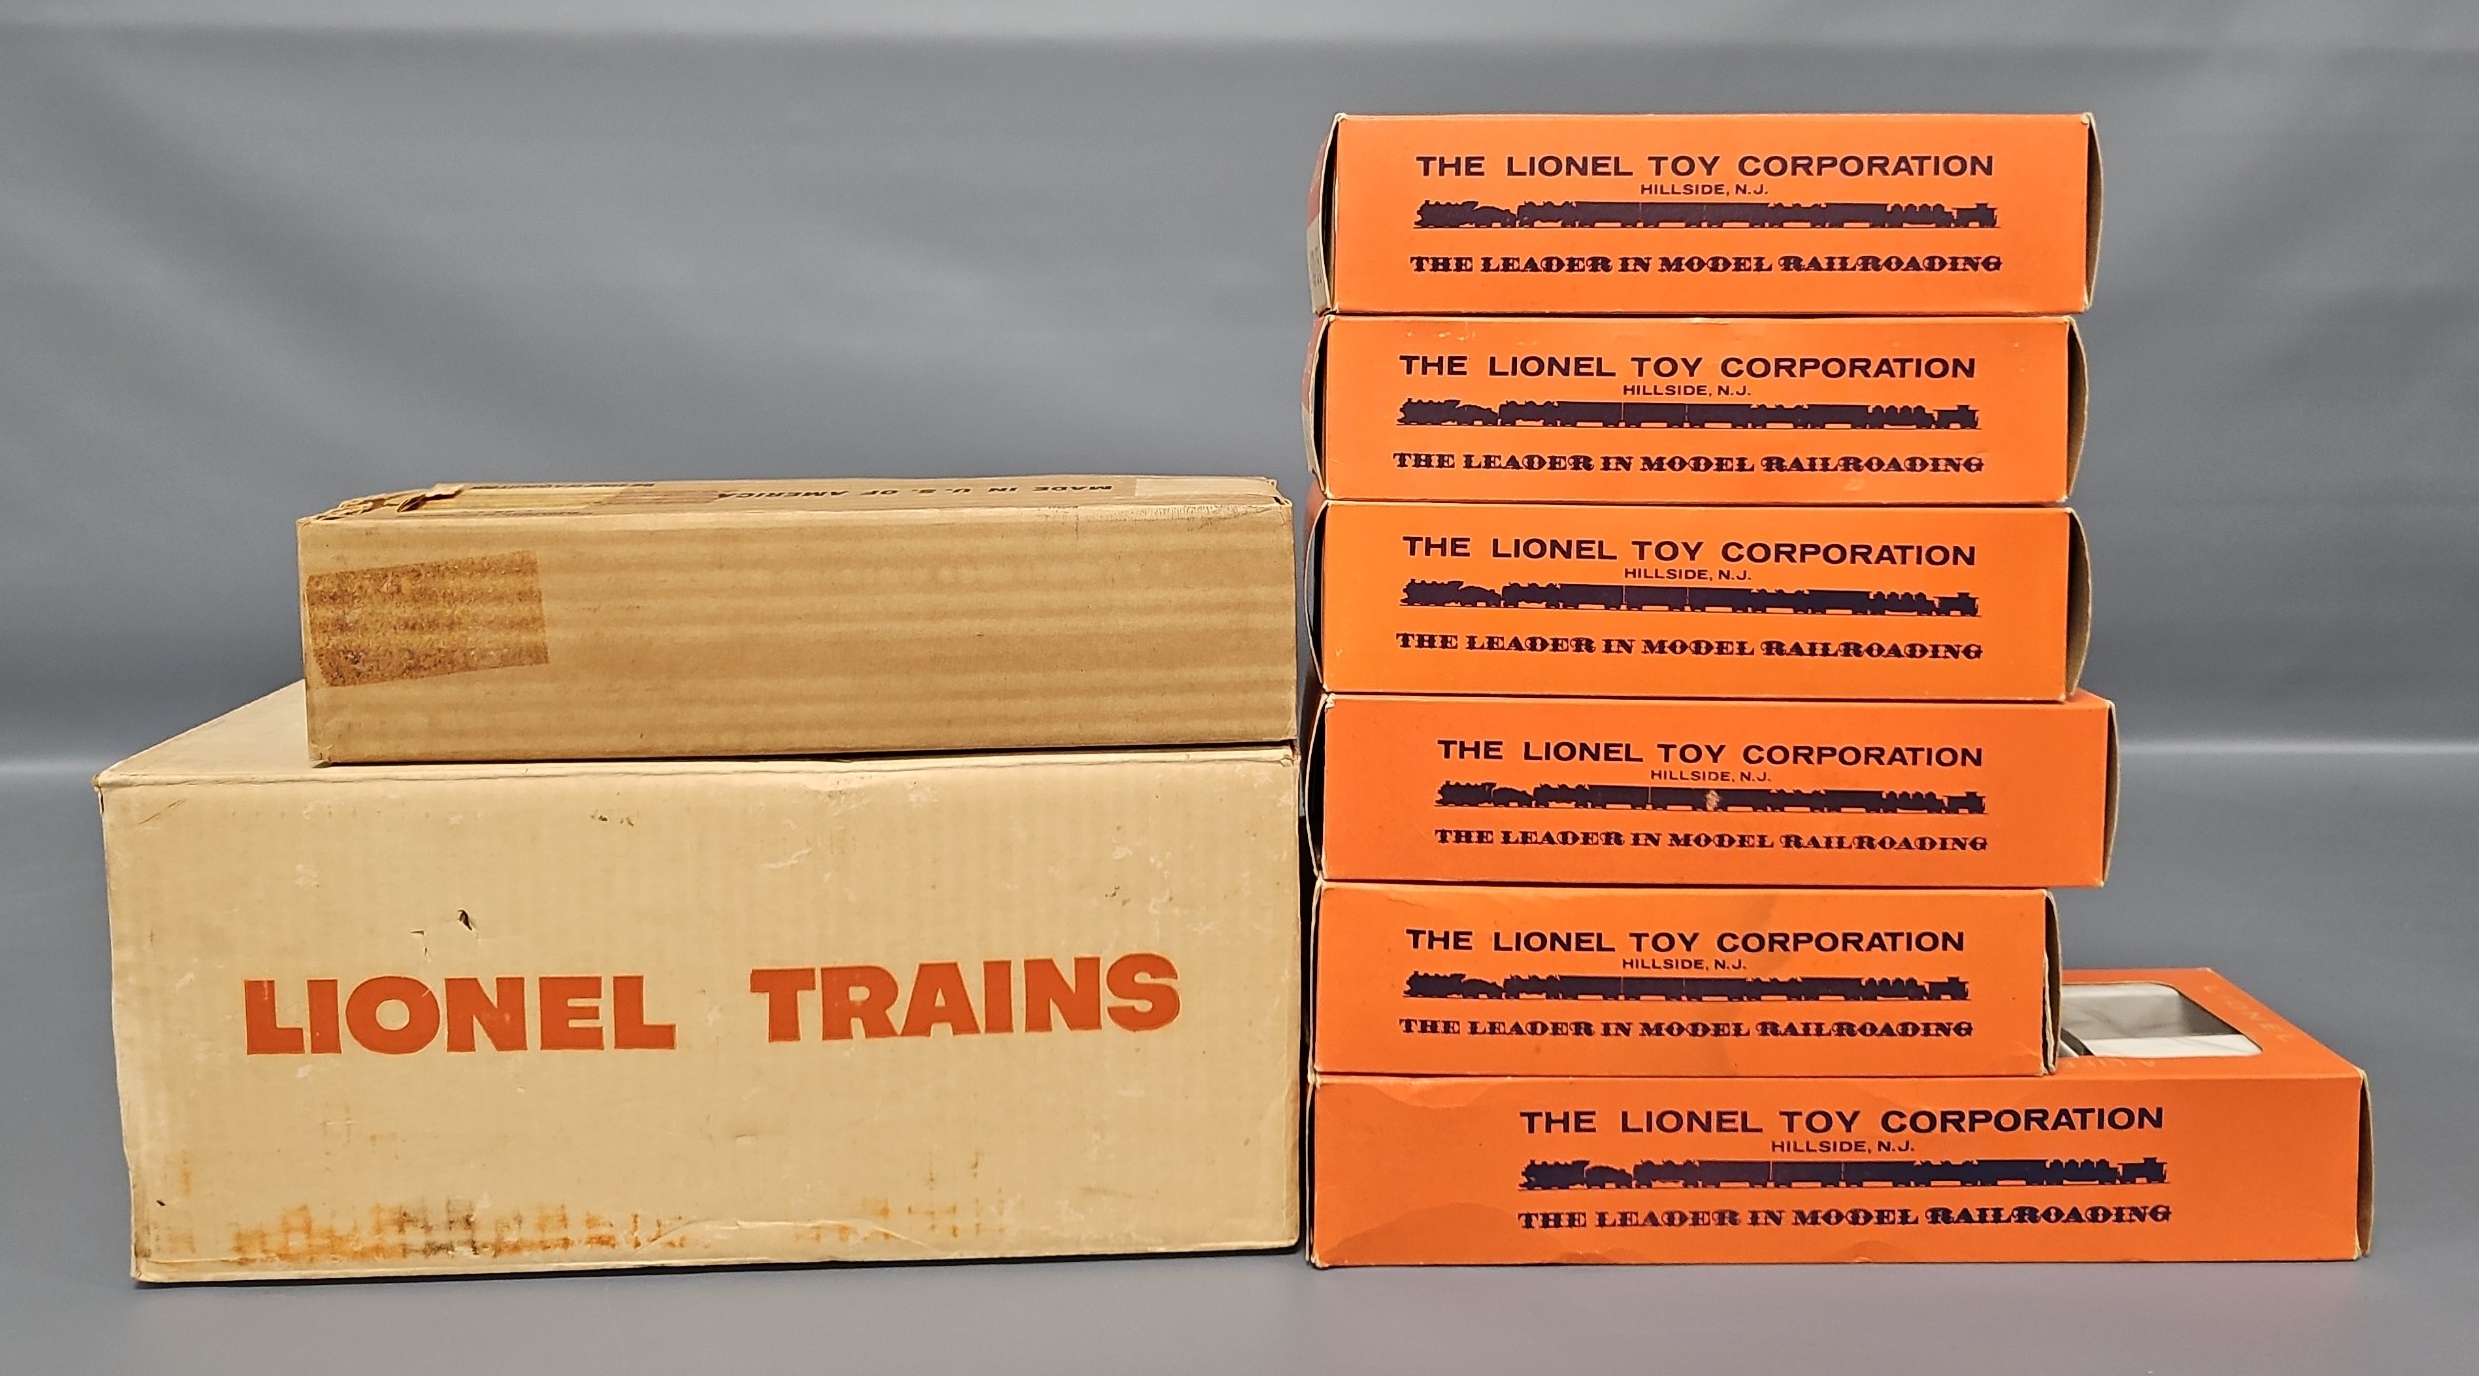 MADE IN U.S. OF AMERICA
LIONEL TRAINS
THE LIONEL TOY CORPORATION
HILLSIDE, N.J.
THE LEADER IN MODEL RAILROADING
THE LIONEL TOY CORPORATION
HILLSIDE, N.J.
THE LEADER IN MODEL RAILROADING
THE LIONEL TOY CORPORATION
HILLSIDE, N.J.
THE LEADER IN MODEL RAILROADING
THE LIONEL TOY CORPORATION
HILLSIDE, N.J.
THE LEADER IN MODEL RAILROADING
THE LIONEL TOY CORPORATION
HILLSIDE, N.J.
THE LEADER IN MODEL RAILROADING
LIONEL
THE LIONEL TOY CORPORATION
HILLSIDE, N.J.
THE LEADER IN MODEL RAILROADING